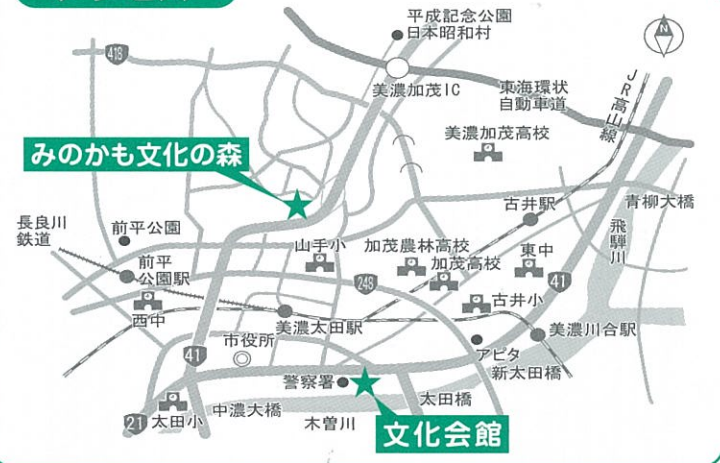 平成記念公園
日本昭和村
N
418
美濃加茂IC
東海環状
自動車道
JR高山線
美濃加茂高校
みのかも文化の森
古井駅
青柳大橋
長良川
鉄道
前平公園
山手小
加茂農林高校
東中
飛騨川
前平
公園駅
248
加茂高校
41
西中
古井小
美濃太田駅
美濃川合駅
市役所
アピタ
41
新太田橋
警察署
太田橋
21
太田小
中濃大橋
木曽川
文化会館